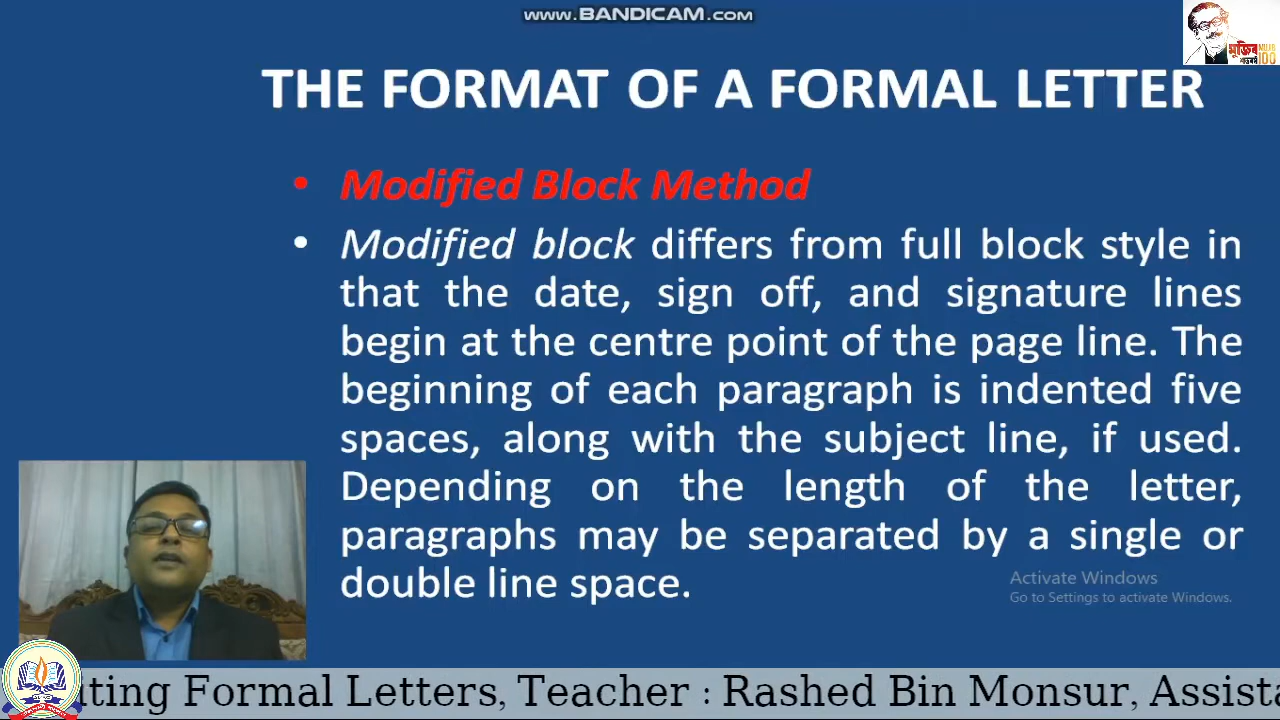 www.BANDICAM.com
মুজিব
শতবর্ষ
100
THE FORMAT OF A FORMAL LETTER
• Modified Block Method
• Modified block differs from full block style in
that the date, sign off, and signature lines
begin at the centre point of the page line. The
beginning of each paragraph is indented five
spaces, along with the subject line, if used.
Depending on the length of the letter,
paragraphs may be separated by a single or
double line space.
Activate Windows
Go to Settings to activate Windows.
iting Formal Letters, Teacher : Rashed Bin Monsur, Assista